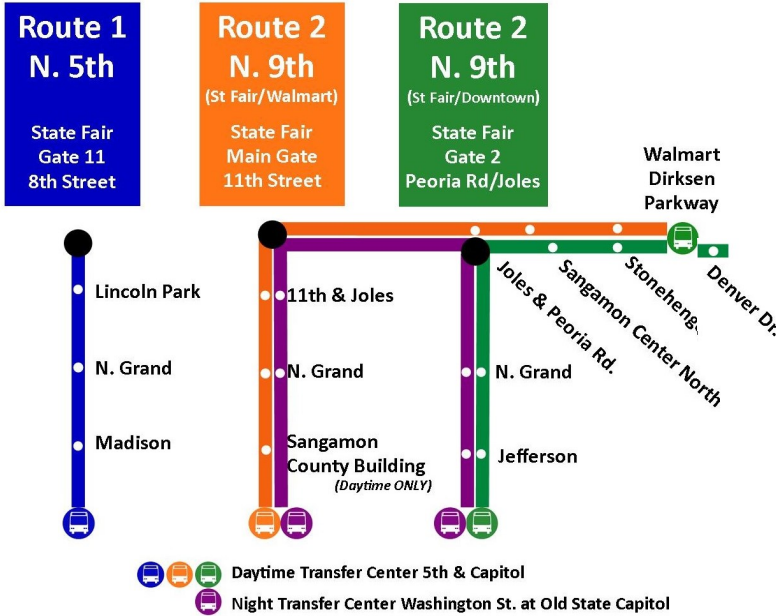 Route 1
N. 5th
State Fair
Gate 11
8th Street
Route 2
N. 9th
(St Fair/Walmart)
State Fair
Main Gate
11th Street
Route 2
N. 9th
(St Fair/Downtown)
State Fair
Gate 2
Peoria Rd/Joles
Walmart
Dirksen
Parkway
Lincoln Park
N. Grand
Madison
11th & Joles
N. Grand
Sangamon
County Building
(Daytime ONLY)
Joles & Peoria Rd.
Sangamon Center North
Stoneheng
Denver Dr.
N. Grand
Jefferson
Daytime Transfer Center 5th & Capitol
Night Transfer Center Washington St. at Old State Capitol